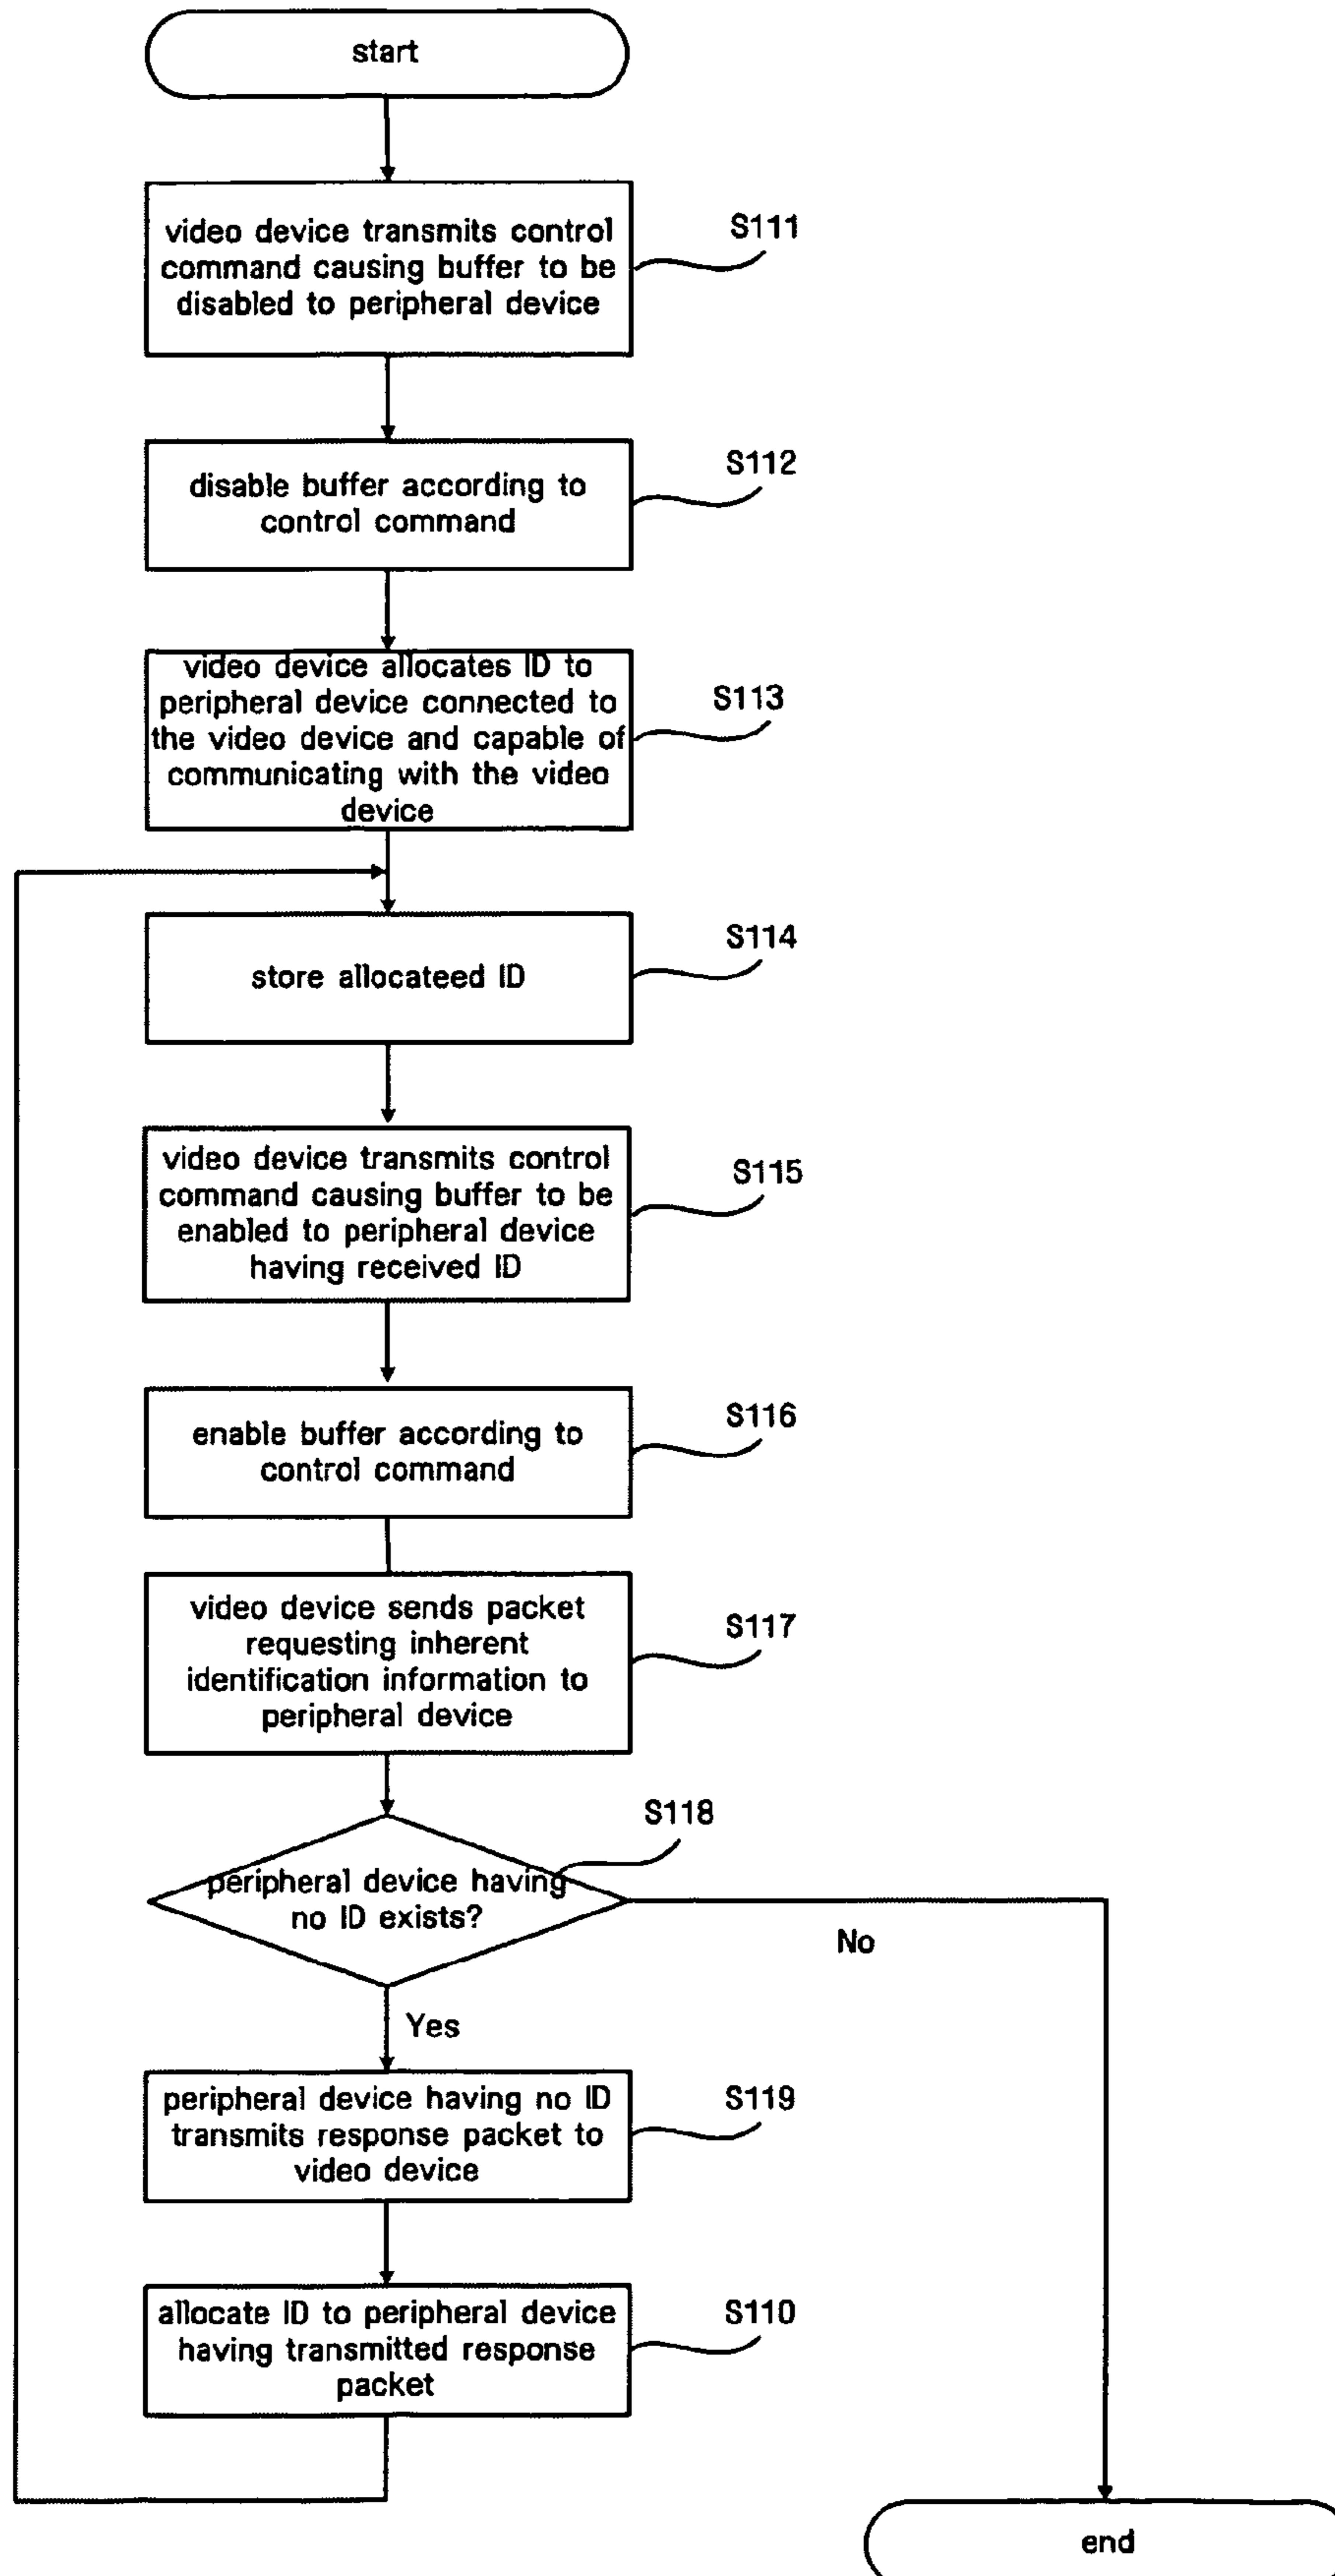 start
video device transmits control
command causing buffer to be
disabled to peripheral device
S111
disable buffer according to
control command
S112
video device allocates ID to
peripheral device connected to
the video device and capable of
communicating with the video
device
S113
store allocateed ID
S114
video device transmits control
command causing buffer to be
enabled to peripheral device
having received ID
S115
enable buffer according to
control command
S116
video device sends packet
requesting inherent
identification information to
peripheral device
S117
peripheral device having
no ID exists?
S118
No
Yes
peripheral device having no ID
transmits response packet to
video device
S119
allocate ID to peripheral device
having transmitted response
packet
S110
end